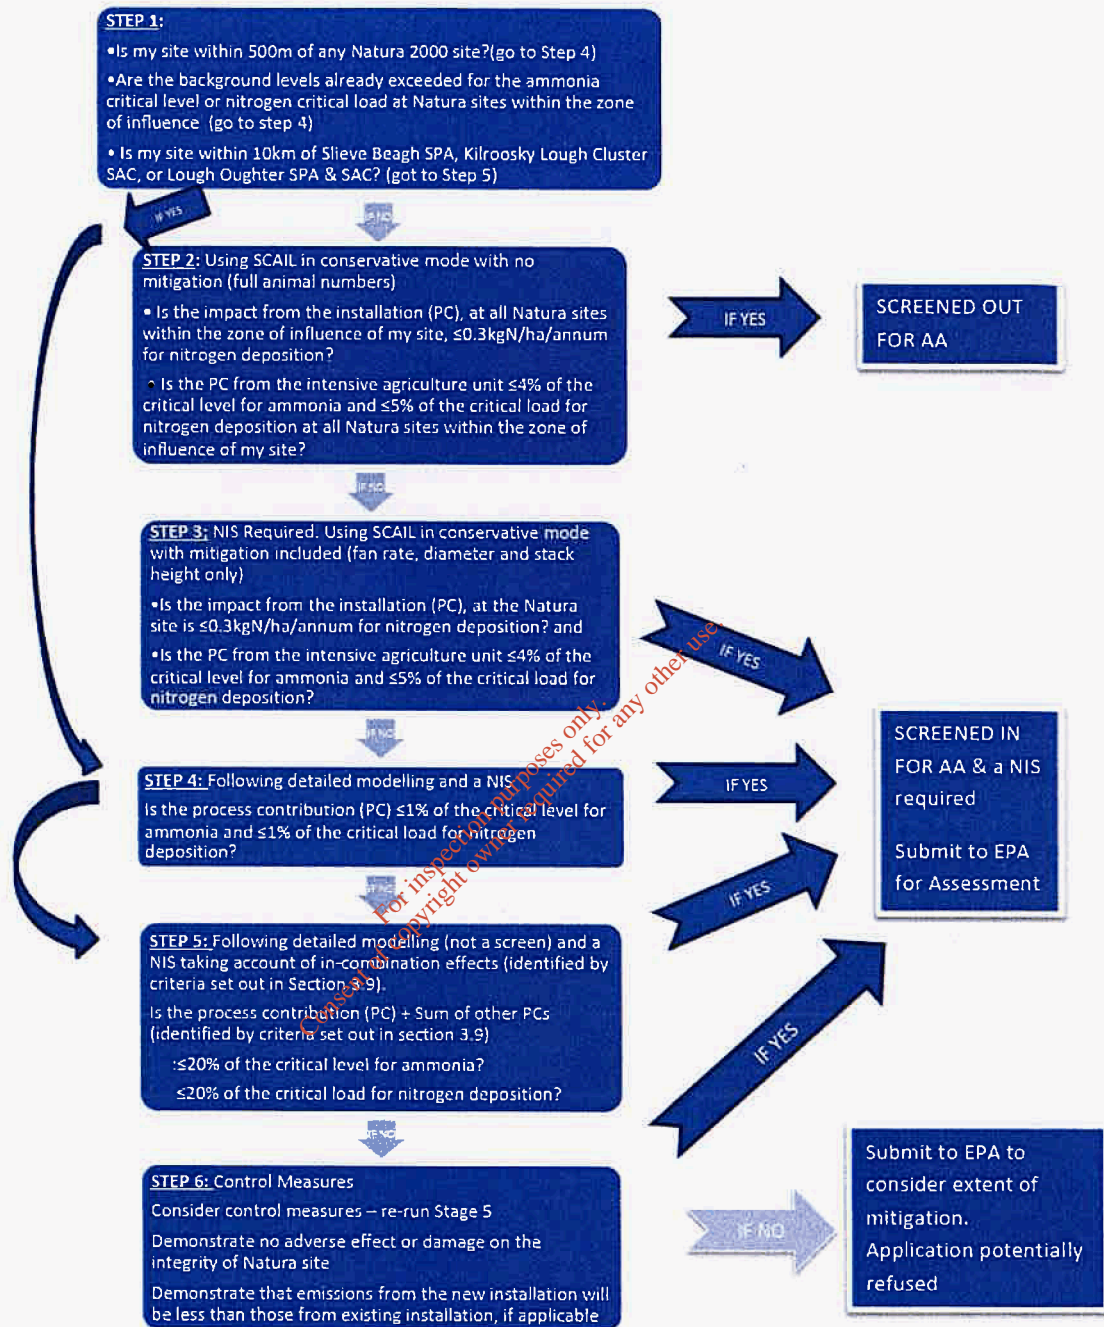 STEP 1:
•Is my site within 500m of any Natura 2000 site?(go to Step 4)
•Are the background levels already exceeded for the ammonia
critical level or nitrogen critical load at Natura sites within the zone
of influence (go to step 4)
• Is my site within 10km of Slieve Beagh SPA, Kilroosky Lough Cluster
SAC, or Lough Oughter SPA & SAC? (got to Step 5)
IF YES
IF NO
STEP 2: Using SCAIL in conservative mode with no
mitigation (full animal numbers)
• Is the impact from the installation (PC), at all Natura sites
within the zone of influence of my site, ≤0.3kgN/ha/annum
for nitrogen deposition?
• Is the PC from the intensive agriculture unit ≤4% of the
critical level for ammonia and ≤5% of the critical load for
nitrogen deposition at all Natura sites within the zone of
influence of my site?
IF YES
SCREENED OUT
FOR AA
IF NO
STEP 3: NIS Required. Using SCAIL in conservative mode
with mitigation included (fan rate, diameter and stack
height only)
•Is the impact from the installation (PC), at the Natura
site is ≤0.3kgN/ha/annum for nitrogen deposition? and
•Is the PC from the intensive agriculture unit ≤4% of the
critical level for ammonia and ≤5% of the critical load for
nitrogen deposition?
IF YES
IF NO
STEP 4: Following detailed modelling and a NIS
Is the process contribution (PC) ≤1% of the critical level for
ammonia and ≤1% of the critical load for nitrogen
deposition?
IF YES
SCREENED IN
FOR AA & a NIS
required
Submit to EPA
for Assessment
IF NO
IF YES
STEP 5: Following detailed modelling (not a screen) and a
NIS taking account of in-combination effects (identified by
criteria set out in Section 3.9)
Is the process contribution (PC) + Sum of other PCs
(identified by criteria set out in section 3.9)
:≤20% of the critical level for ammonia?
≤20% of the critical load for nitrogen deposition?
IF YES
IF NO
STEP 6: Control Measures
Consider control measures – re-run Stage 5
Demonstrate no adverse effect or damage on the
integrity of Natura site
Demonstrate that emissions from the new installation will
be less than those from existing installation, if applicable
IF NO
Submit to EPA to
consider extent of
mitigation.
Application potentially
refused
For inspection purposes only.
Consent of copyright owner required for any other use.